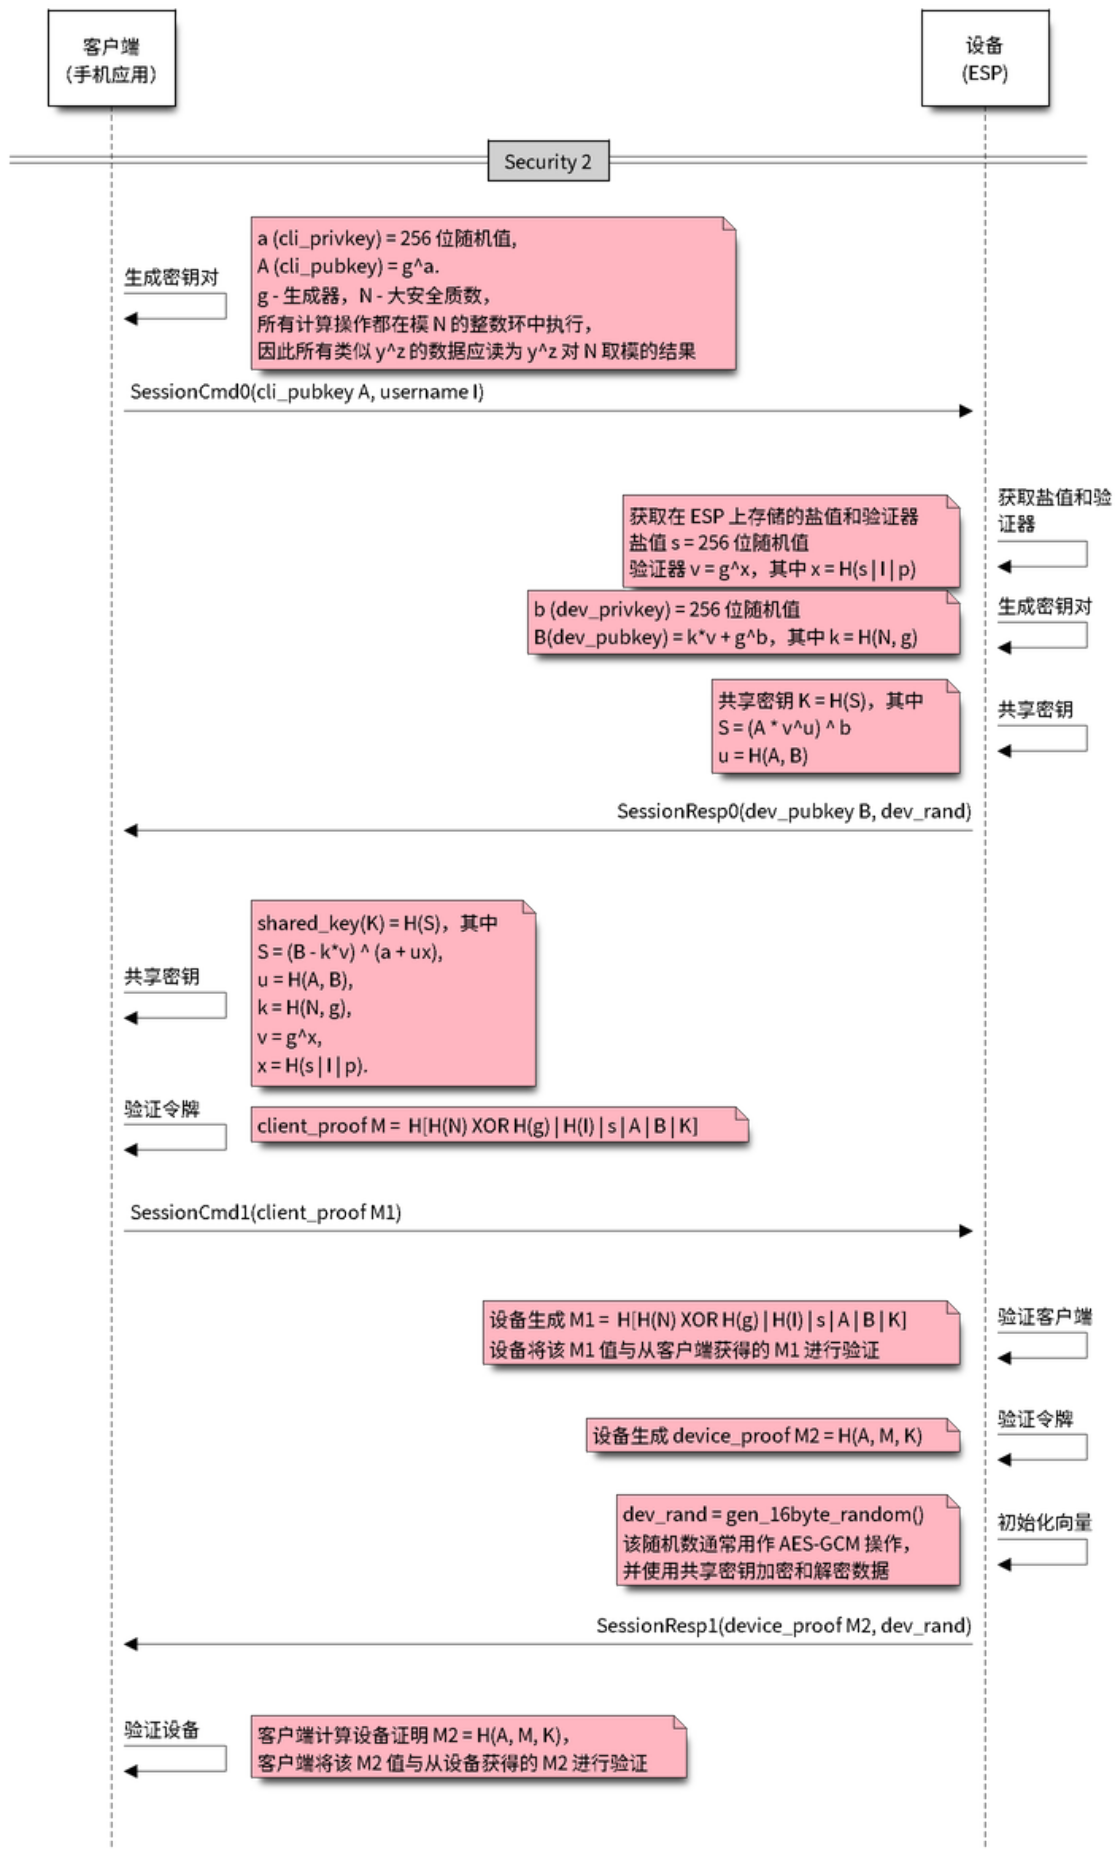 客户端
（手机应用）
设备
(ESP)
Security 2
生成密钥对
a (cli_privkey) = 256 位随机值,
A (cli_pubkey) = g^a.
g - 生成器，N - 大安全质数，
所有计算操作都在模 N 的整数环中执行，
因此所有类似 y^z 的数据应读为 y^z 对 N 取模的结果
SessionCmd0(cli_pubkey A, username I)
获取盐值和验
证器
获取在 ESP 上存储的盐值和验证器
盐值 s = 256 位随机值
验证器 v = g^x，其中 x = H(s | I | p)
生成密钥对
b (dev_privkey) = 256 位随机值
B(dev_pubkey) = k*v + g^b，其中 k = H(N, g)
共享密钥
共享密钥 K = H(S)，其中
S = (A * v^u) ^ b
u = H(A, B)
SessionResp0(dev_pubkey B, dev_rand)
共享密钥
shared_key(K) = H(S)，其中
S = (B - k*v) ^ (a + ux),
u = H(A, B),
k = H(N, g),
v = g^x,
x = H(s | I | p).
验证令牌
client_proof M = H[H(N) XOR H(g) | H(I) | s | A | B | K]
SessionCmd1(client_proof M1)
验证客户端
设备生成 M1 = H[H(N) XOR H(g) | H(I) | s | A | B | K]
设备将该 M1 值与从客户端获得的 M1 进行验证
验证令牌
设备生成 device_proof M2 = H(A, M, K)
初始化向量
dev_rand = gen_16byte_random()
该随机数通常用作 AES-GCM 操作，
并使用共享密钥加密和解密数据
SessionResp1(device_proof M2, dev_rand)
验证设备
客户端计算设备证明 M2 = H(A, M, K)，
客户端将该 M2 值与从设备获得的 M2 进行验证